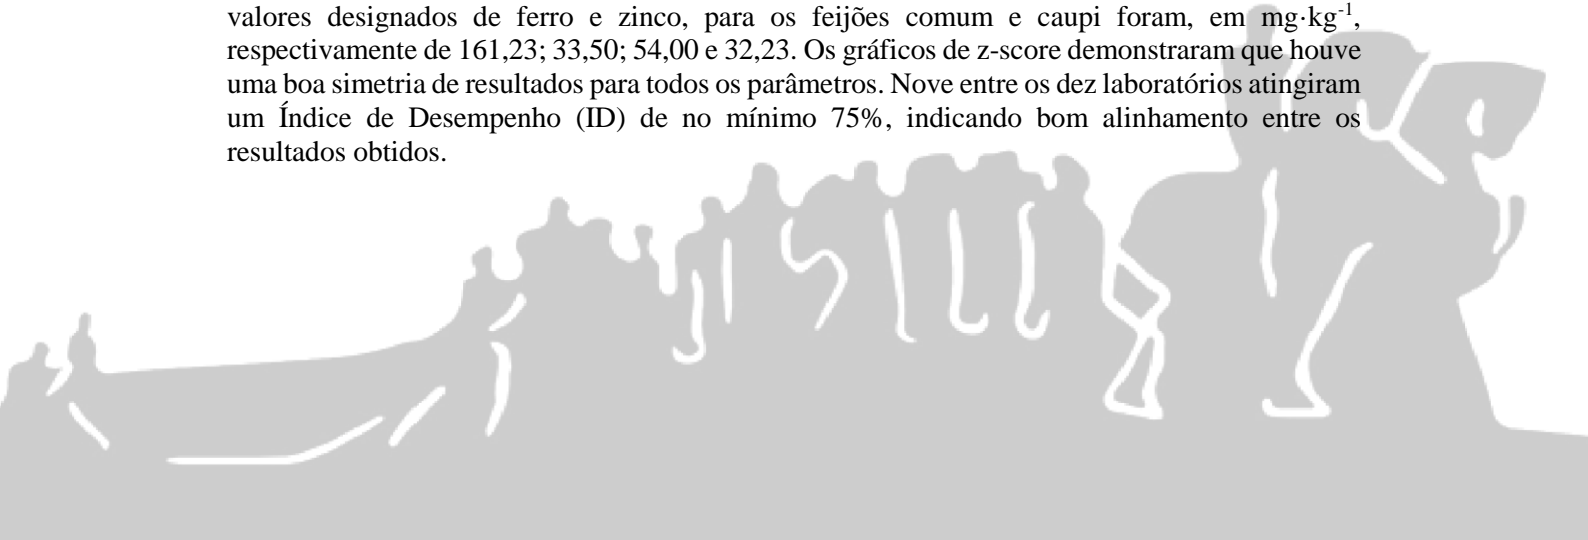 valores designados de ferro e zinco, para os feijões comum e caupi foram, em mg·kg⁻¹,
respectivamente de 161,23; 33,50; 54,00 e 32,23. Os gráficos de z-score demonstraram que houve
uma boa simetria de resultados para todos os parâmetros. Nove entre os dez laboratórios atingiram
um Índice de Desempenho (ID) de no mínimo 75%, indicando bom alinhamento entre os
resultados obtidos.